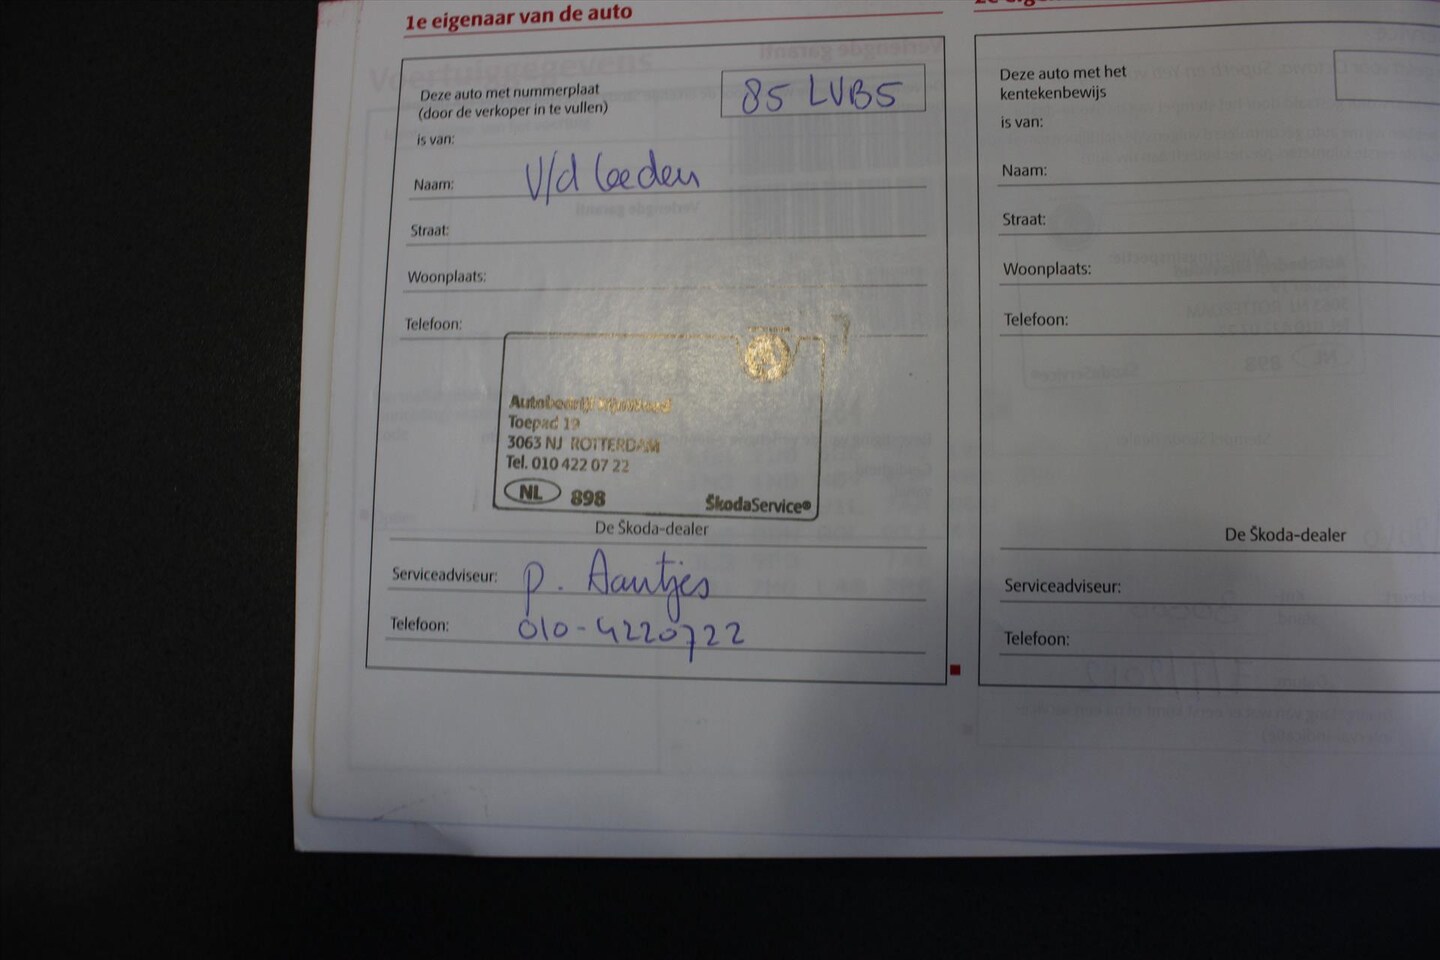 1e eigenaar van de auto
Deze auto met nummerplaat
(door de verkoper in te vullen)
85 LVB5
is van:
Naam: V/d Leeden
Straat:
Woonplaats:
Telefoon:
Toepad 19
3063 NJ ROTTERDAM
Tel. 010 422 07 22
NL 898 ŠkodaService®
De Škoda-dealer
Serviceadviseur: P. Aantjes
Telefoon: 010-4220722
Deze auto met het
kentekenbewijs
is van:
Naam:
Straat:
Woonplaats:
Telefoon:
De Škoda-dealer
Serviceadviseur:
Telefoon: